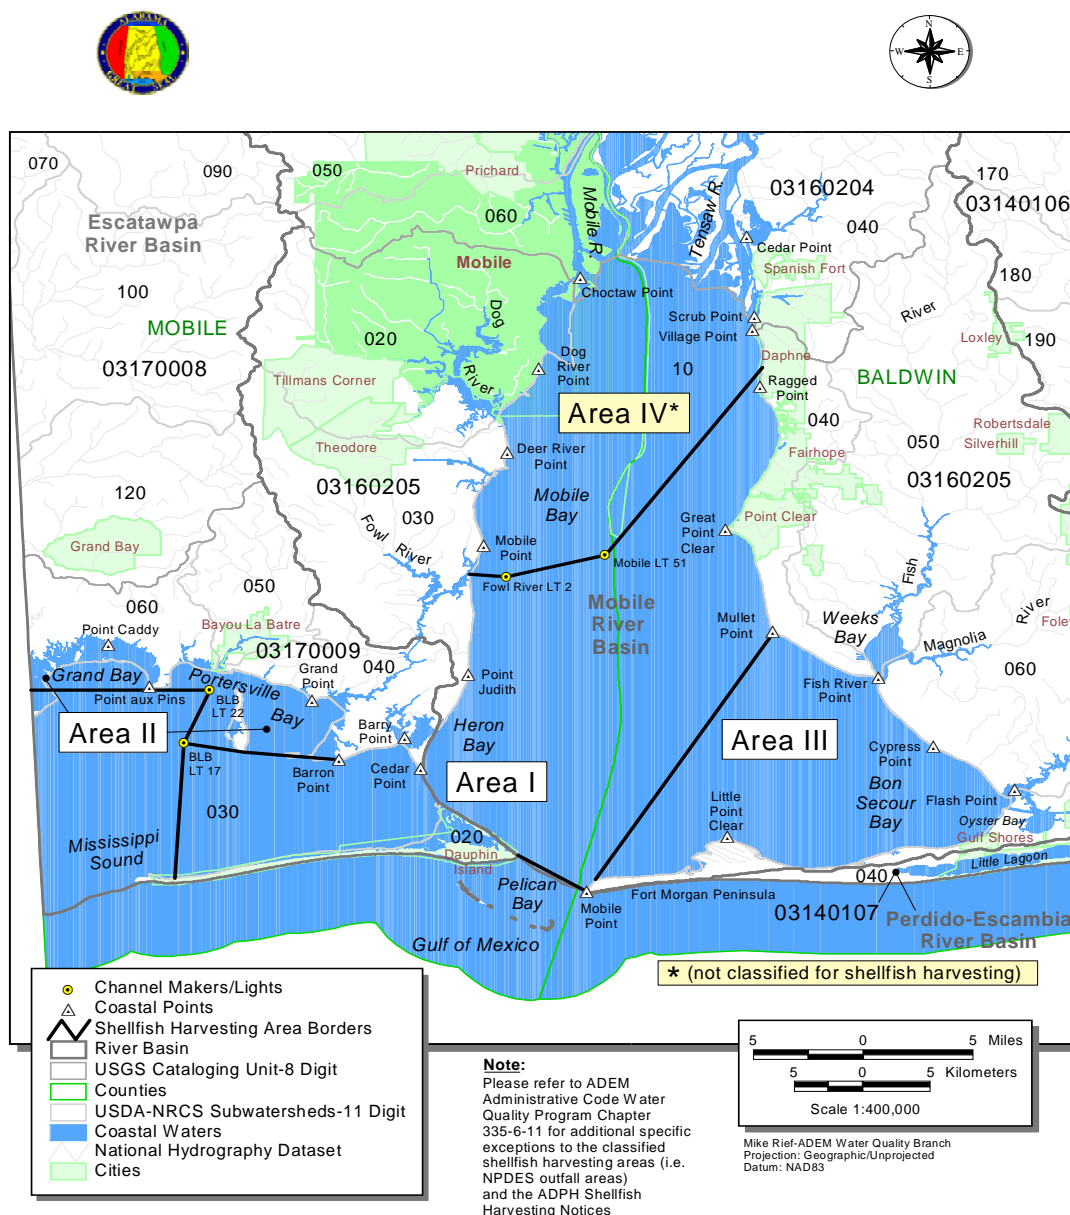 ALABAMA
GREAT SEAL
N
W
E
S
070
090
050
Prichard
060
Mobile R.
Tensaw R.
03160204
040
170
03140106
Escatawpa
River Basin
Cedar Point
Spanish Fort
Mobile
Choctaw Point
180
100
MOBILE
020
Dog
River
Scrub Point
Village Point
River
Loxley
190
03170008
Tillmans Corner
Dog
River
Point
10
Daphne
Ragged
Point
BALDWIN
Area IV*
040
Robertsdale
Silverhill
050
Theodore
Deer River
Point
Fairhope
03160205
03160205
120
Mobile
Bay
030
Fowl River
Great
Point
Clear
Point Clear
Grand Bay
Mobile
Point
Mobile LT 51
Fowl River LT 2
Fish
River
050
060
Mobile
River
Basin
Mullet
Point
Weeks
Bay
Magnolia
River
Foley
Point Caddy
Bayou La Batre
03170009
040
060
Grand Bay
Portersville
Bay
Grand
Point
Point
Judith
Fish River
Point
Point aux Pins
BLB
LT 22
Area II
Barry
Point
Heron
Bay
Area III
Cypress
Point
BLB
LT 17
Barron
Point
Cedar
Point
Area I
Bon
Secour
Bay
Flash Point
030
Little
Point
Clear
Oyster Bay
Gulf Shores
Mississippi
Sound
020
Dauphin
Island
Little Lagoon
Pelican
Bay
Mobile
Point
Fort Morgan Peninsula
040
03140107
Perdido-Escambia
River Basin
Gulf of Mexico
* (not classified for shellfish harvesting)
Channel Makers/Lights
Coastal Points
Shellfish Harvesting Area Borders
River Basin
USGS Cataloging Unit-8 Digit
Counties
USDA-NRCS Subwatersheds-11 Digit
Coastal Waters
National Hydrography Dataset
Cities
Note:
Please refer to ADEM
Administrative Code Water
Quality Program Chapter
335-6-11 for additional specific
exceptions to the classified
shellfish harvesting areas (i.e.
NPDES outfall areas)
and the ADPH Shellfish
Harvesting Notices
5 0 5 Miles
5 0 5 Kilometers
Scale 1:400,000
Mike Rief-ADEM Water Quality Branch
Projection: Geographic/Unprojected
Datum: NAD83